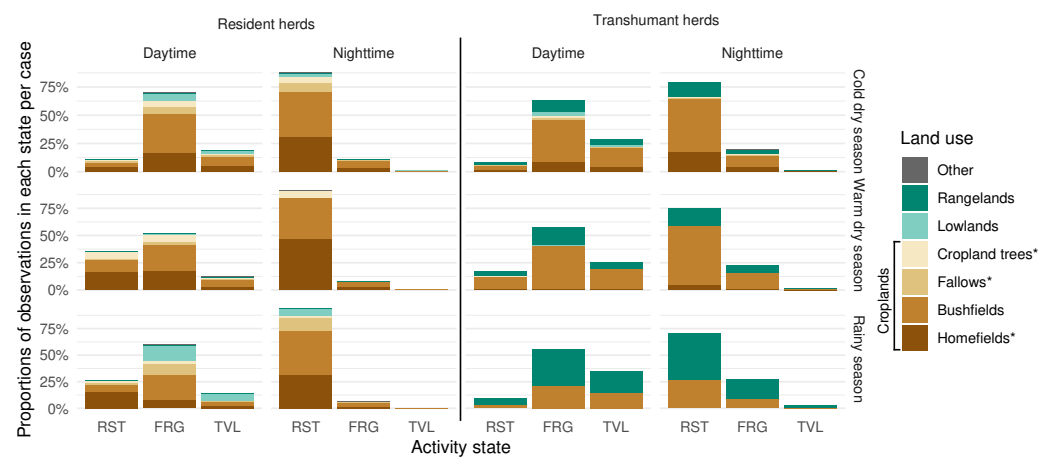 Resident herds
Transhumant herds
Daytime
Nighttime
Daytime
Nighttime
Proportions of observations in each state per case
75%
50%
25%
0%
Cold dry season
75%
50%
25%
0%
Warm dry season
75%
50%
25%
0%
Rainy season
RST FRG TVL
RST FRG TVL
RST FRG TVL
RST FRG TVL
Activity state
Land use
Other
Rangelands
Lowlands
Cropland trees*
Fallows*
Bushfields
Homefields*
Croplands